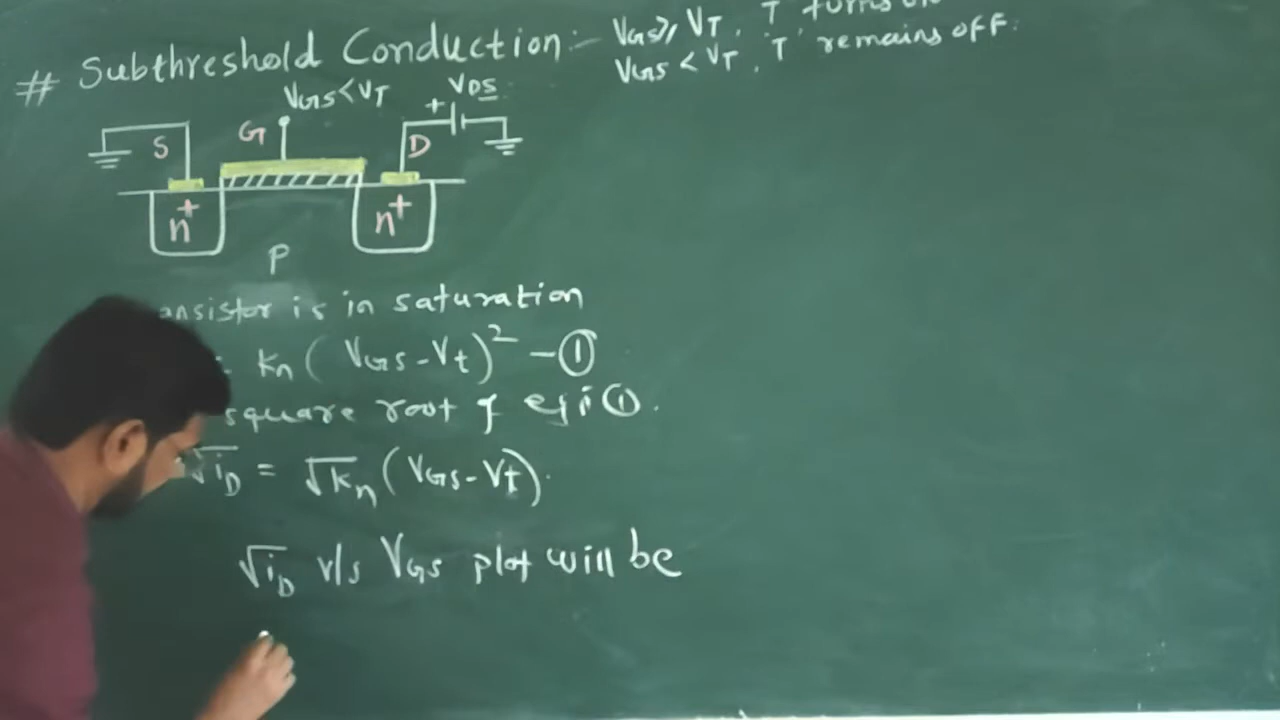 # Subthreshold Conduction :- VGS ≥ VT, 'T' turns
VGS < VT, 'T' remains off.
VGS < VT
VDS
+
S
G
D
n+
n+
P
ansistor is in saturation
Kn (VGS - Vt)² - ①
square root of eqn ①.
√iD = √Kn (VGS - Vt).
√iD v/s VGS plot will be